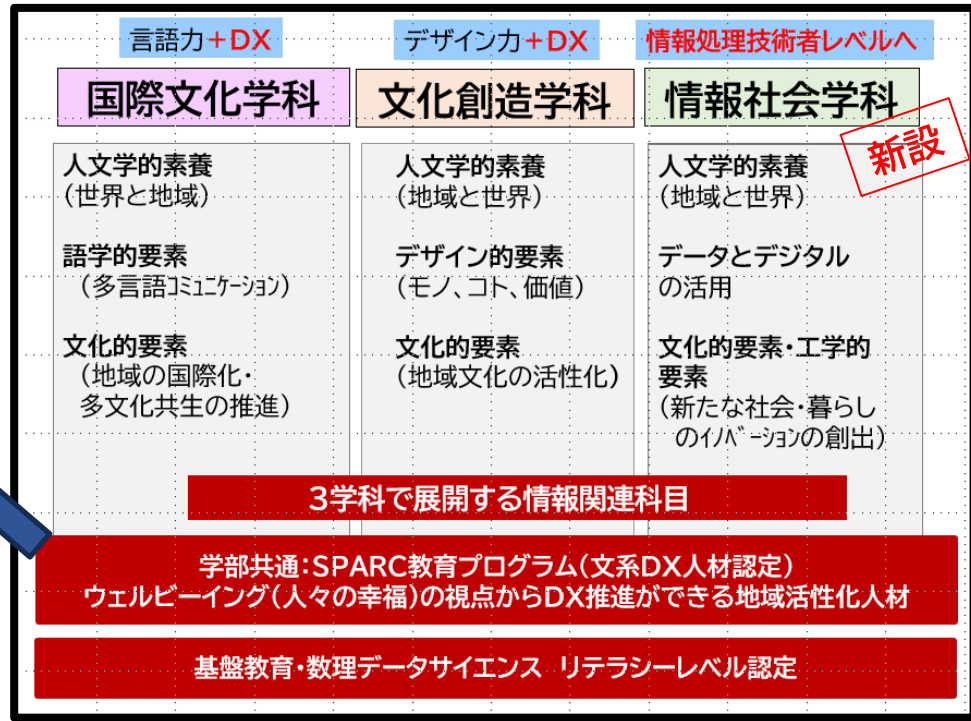 言語力+DX
国際文化学科
人文学的素養
(世界と地域)
語学的要素
(多言語ｺﾐｭﾆｹｰｼｮﾝ)
文化的要素
(地域の国際化・
多文化共生の推進)
デザイン力+DX
文化創造学科
人文学的素養
(地域と世界)
デザイン的要素
(モノ、コト、価値)
文化的要素
(地域文化の活性化)
情報処理技術者レベルへ
情報社会学科
新設
人文学的素養
(地域と世界)
データとデジタル
の活用
文化的要素・工学的
要素
(新たな社会・暮らし
のｲﾉﾍﾞｰｼｮﾝの創出)
3学科で展開する情報関連科目
学部共通:SPARC教育プログラム(文系DX人材認定)
ウェルビーイング(人々の幸福)の視点からDX推進ができる地域活性化人材
基盤教育・数理データサイエンス リテラシーレベル認定